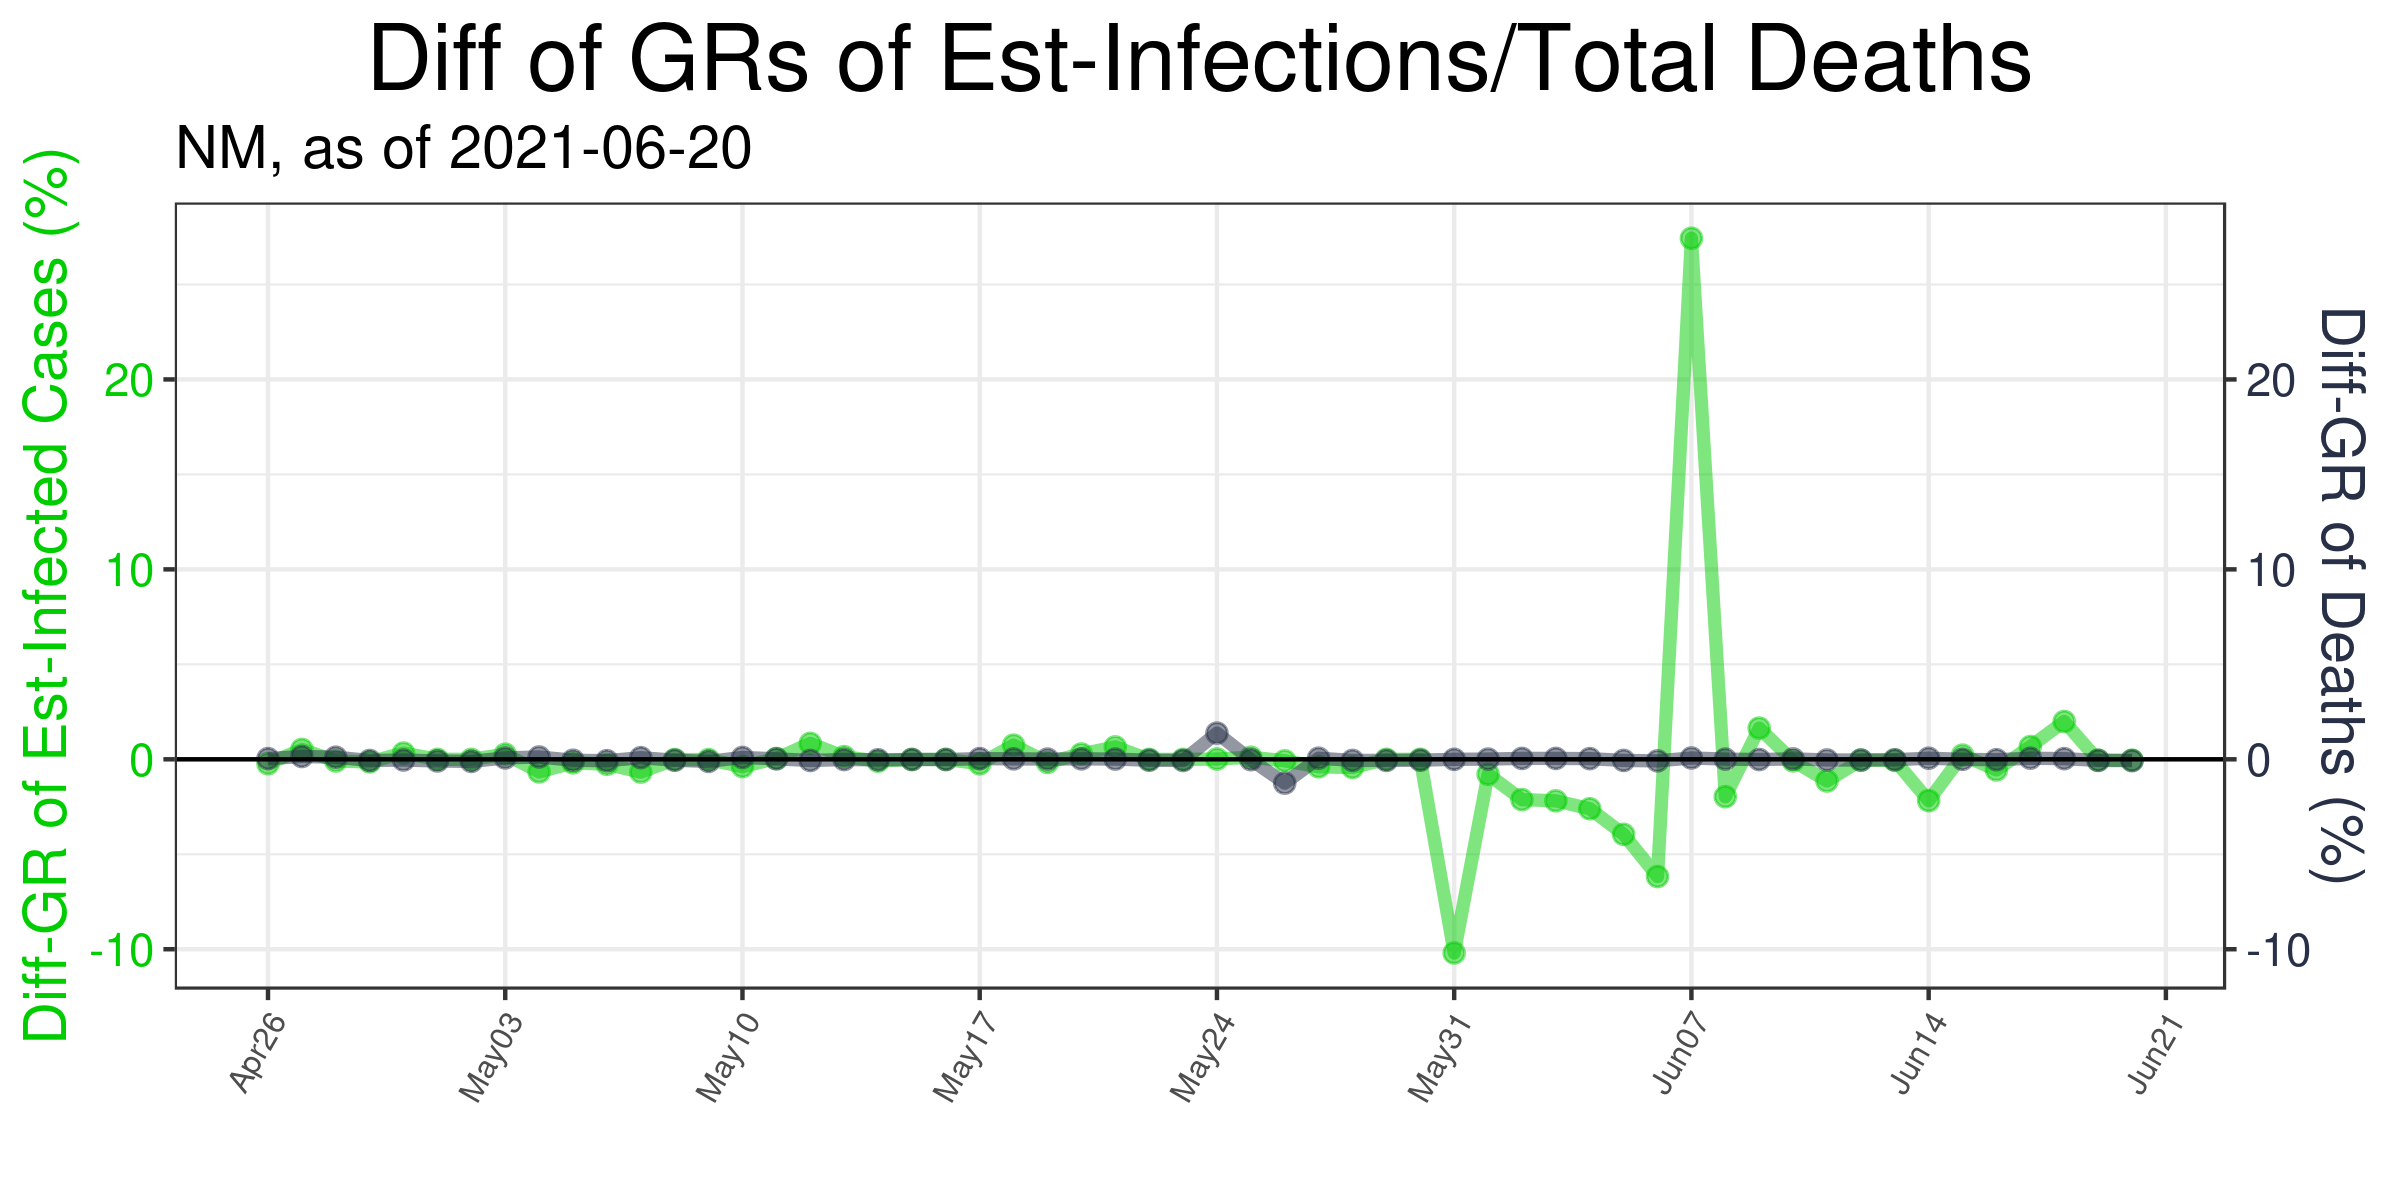 Diff of GRs of Est-Infections/Total Deaths
NM, as of 2021-06-20
Diff-GR of Est-Infected Cases (%)
20
10
0
-10
20
10
0
-10
Diff-GR of Deaths (%)
Apr26
May03
May10
May17
May24
May31
Jun07
Jun14
Jun21